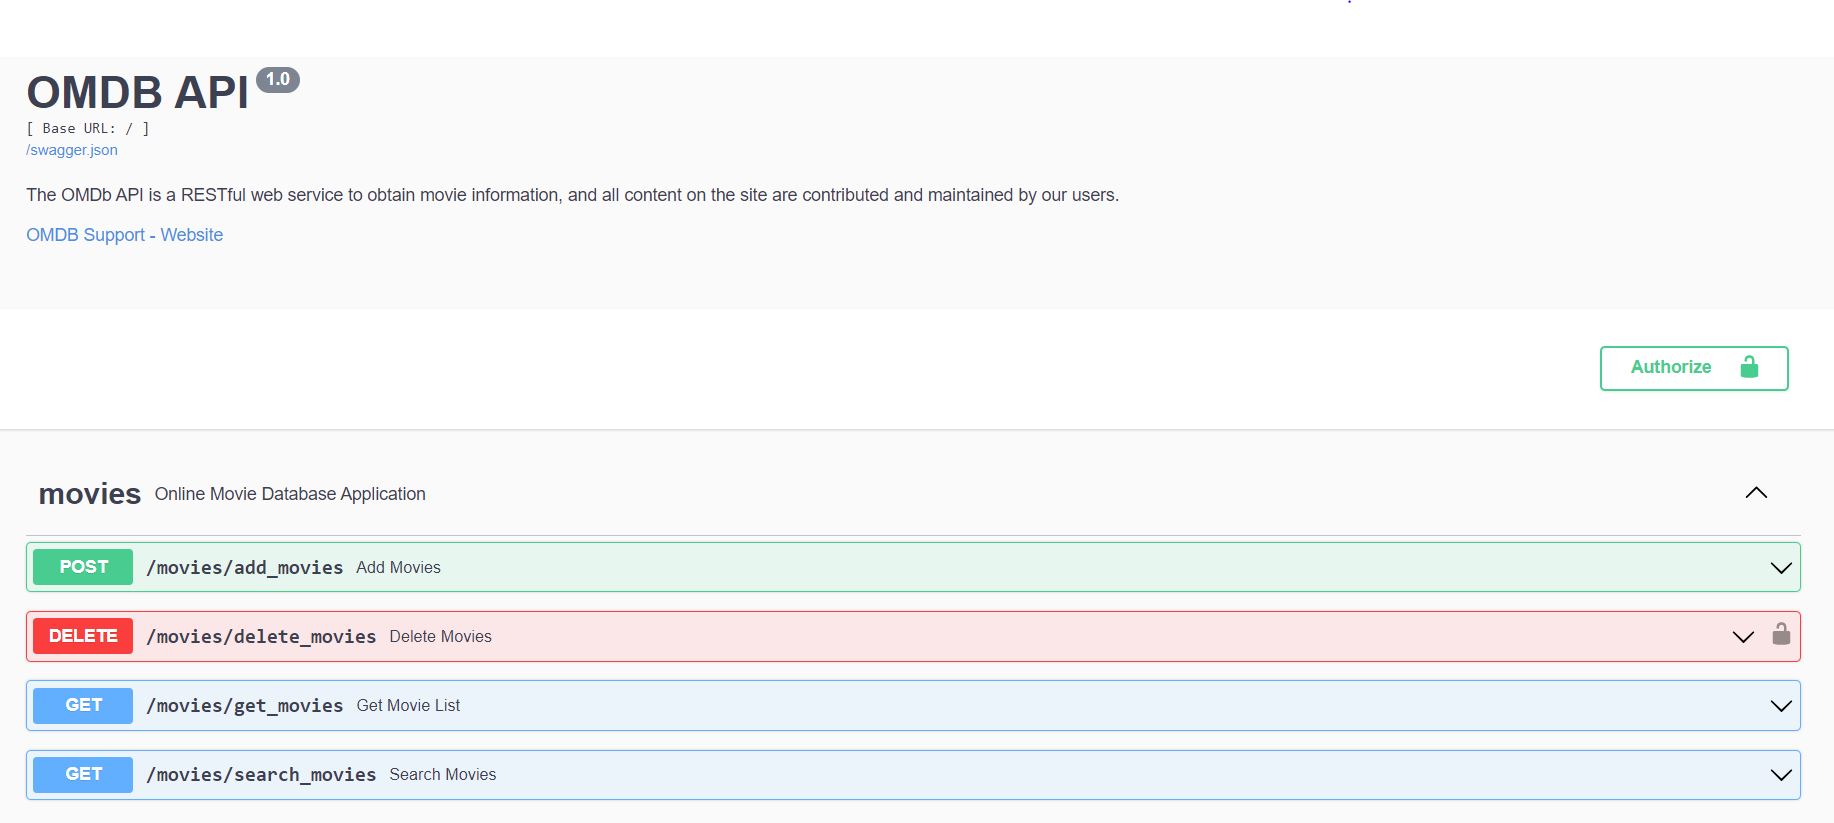 OMDB API 1.0
[ Base URL: / ]
/swagger.json
The OMDb API is a RESTful web service to obtain movie information, and all content on the site are contributed and maintained by our users.
OMDB Support - Website
Authorize
movies Online Movie Database Application
POST /movies/add_movies Add Movies
DELETE /movies/delete_movies Delete Movies
GET /movies/get_movies Get Movie List
GET /movies/search_movies Search Movies